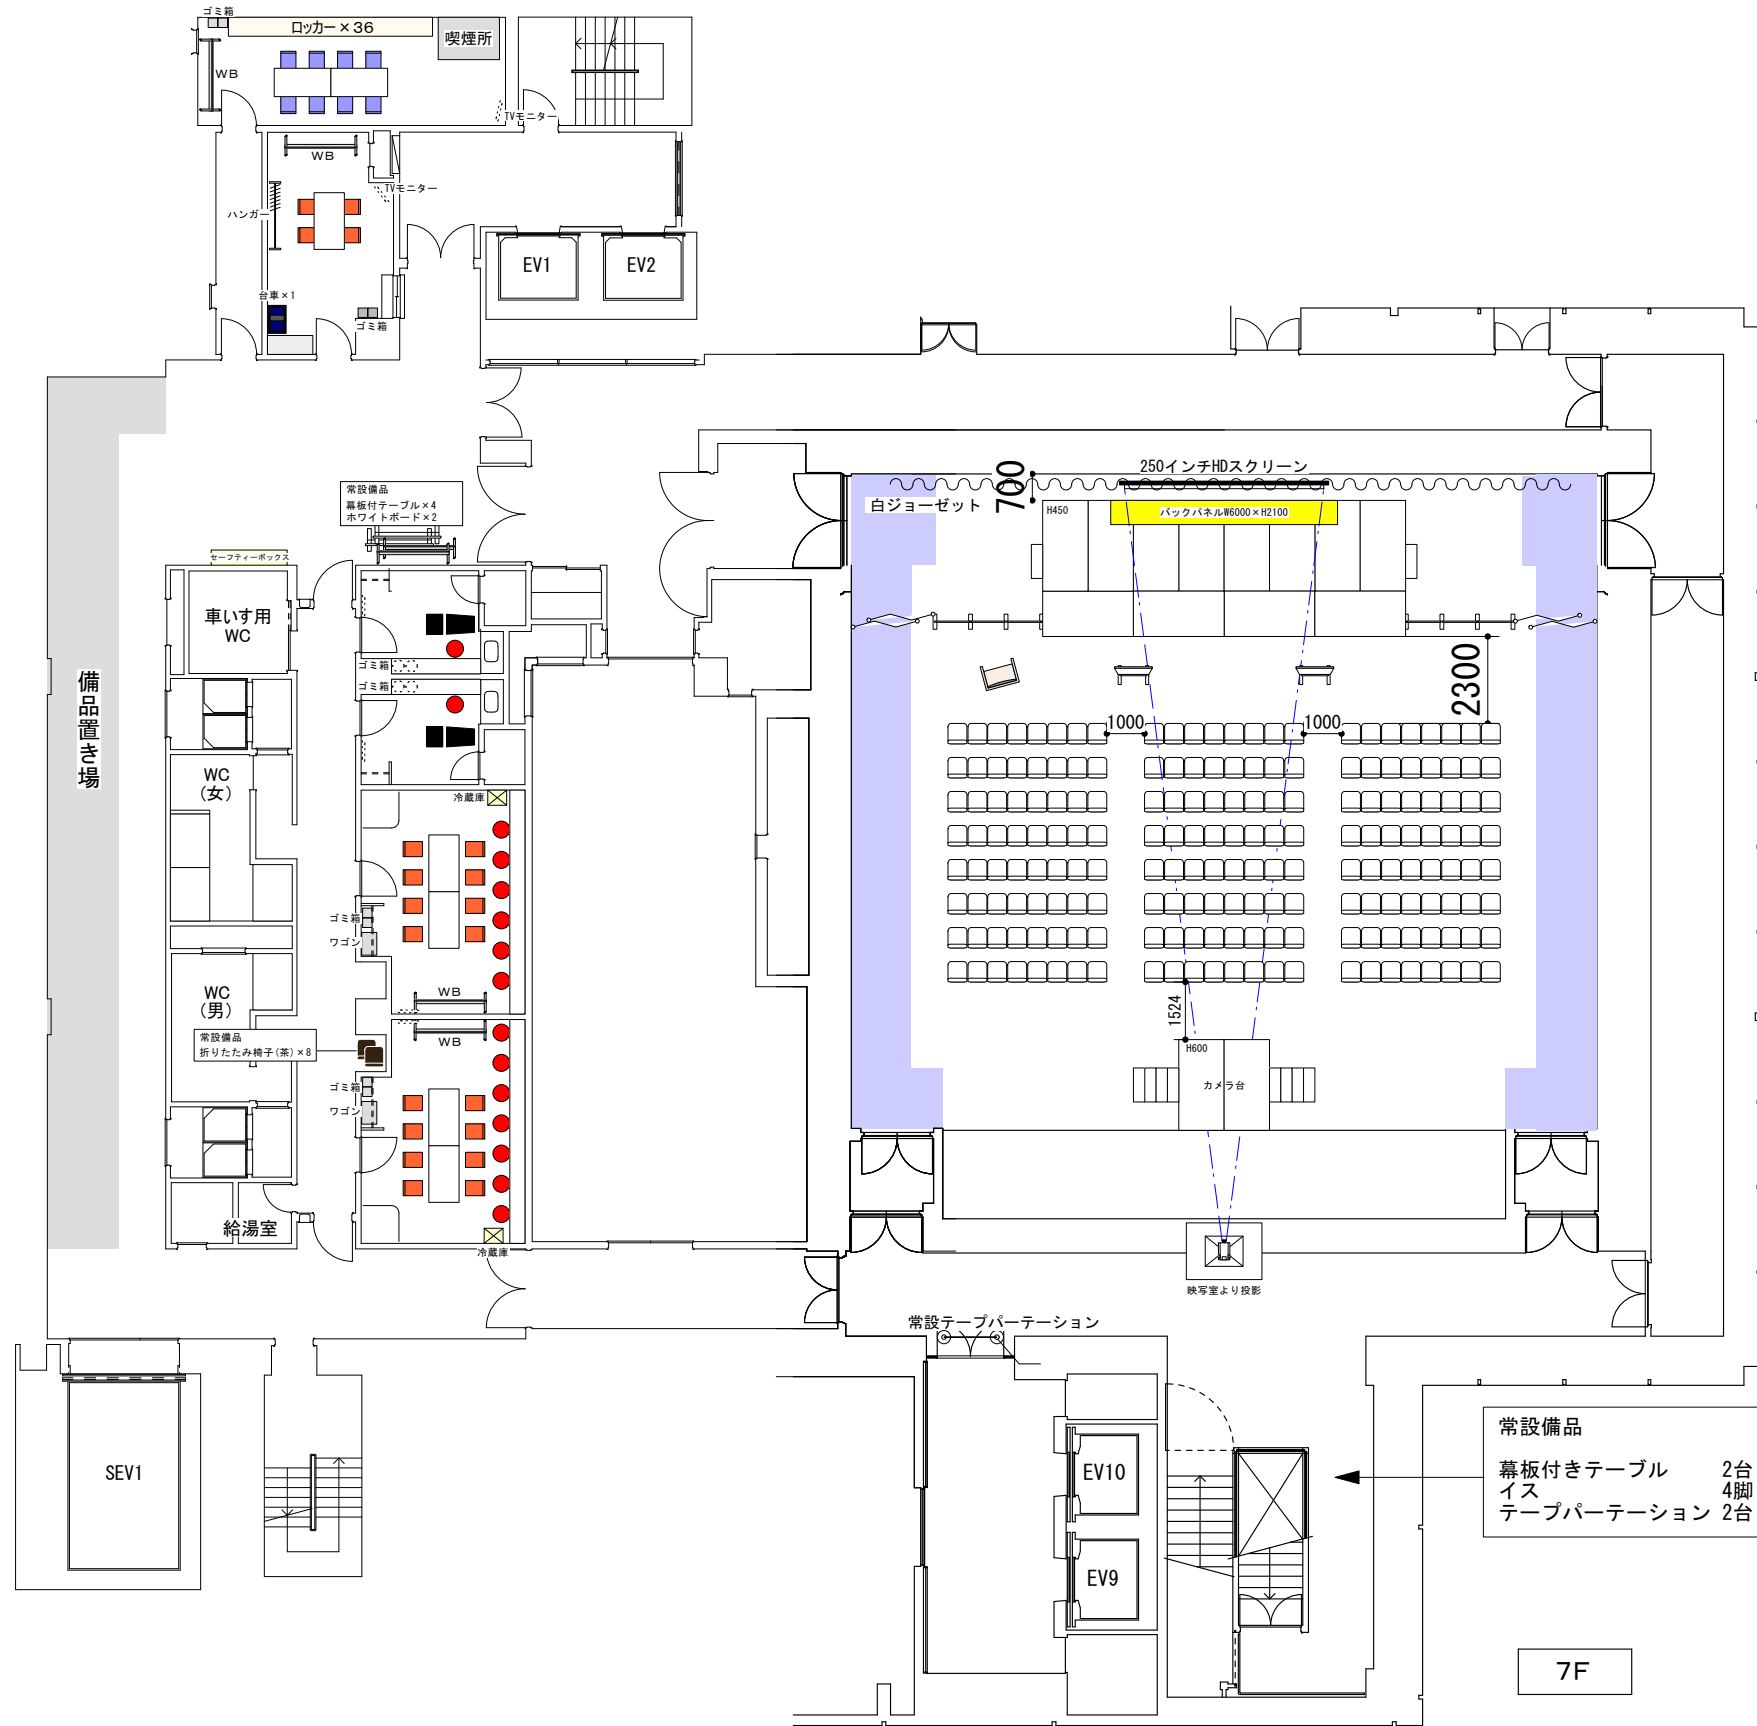 ゴミ箱
ロッカー×36
喫煙所
WB
TVモニター
WB
TVモニター
ハンガー
台車×1
ゴミ箱
EV1
EV2
常設備品
幕板付テーブル×4
ホワイトボード×2
セーフティーボックス
車いす用
WC
備品置き場
WC
(女)
WC
(男)
常設備品
折りたたみ椅子(茶)×8
給湯室
ゴミ箱
ゴミ箱
冷蔵庫
ゴミ箱
ワゴン
WB
WB
ゴミ箱
ワゴン
冷蔵庫
700
250インチHDスクリーン
白ジョーゼット
H450
バックパネルW6000×H2100
2300
1000
1000
1524
H600
カメラ台
映写室より投影
常設テープパーテーション
SEV1
EV10
EV9
常設備品
幕板付きテーブル 2台
イス 4脚
テープパーテーション 2台
7F